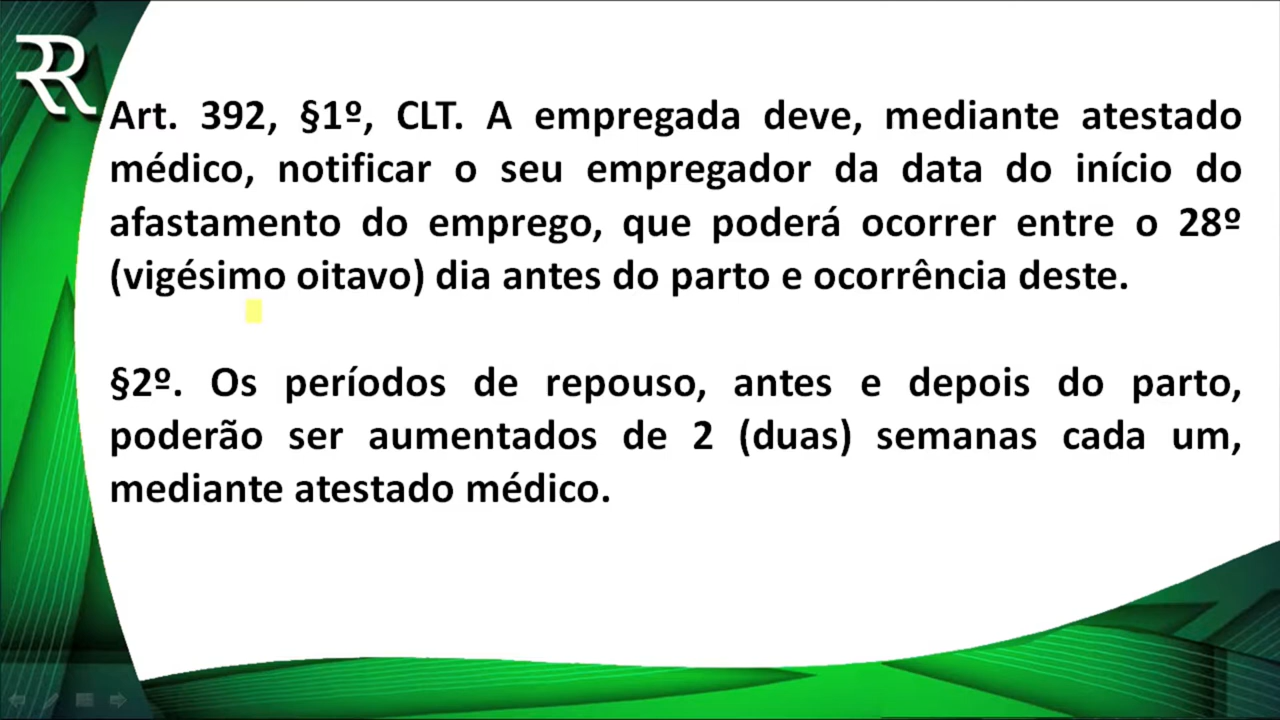 Art. 392, §1º, CLT. A empregada deve, mediante atestado
médico, notificar o seu empregador da data do início do
afastamento do emprego, que poderá ocorrer entre o 28º
(vigésimo oitavo) dia antes do parto e ocorrência deste.
§2º. Os períodos de repouso, antes e depois do parto,
poderão ser aumentados de 2 (duas) semanas cada um,
mediante atestado médico.